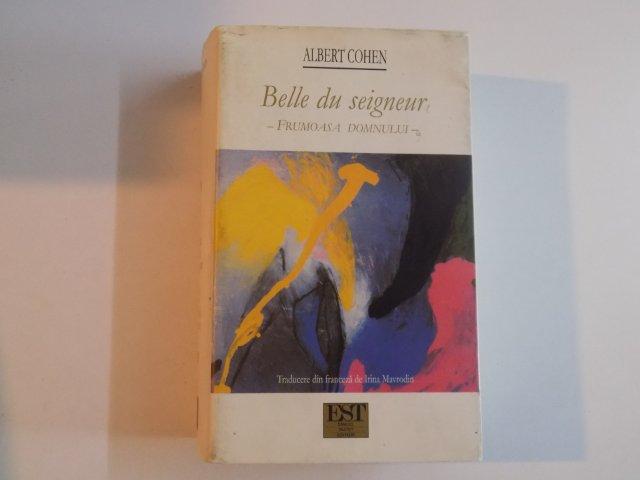 ALBERT COHEN
Belle du seigneur
– FRUMOASA DOMNULUI –
Traducere din franceză de Irina Mavrodin
EST